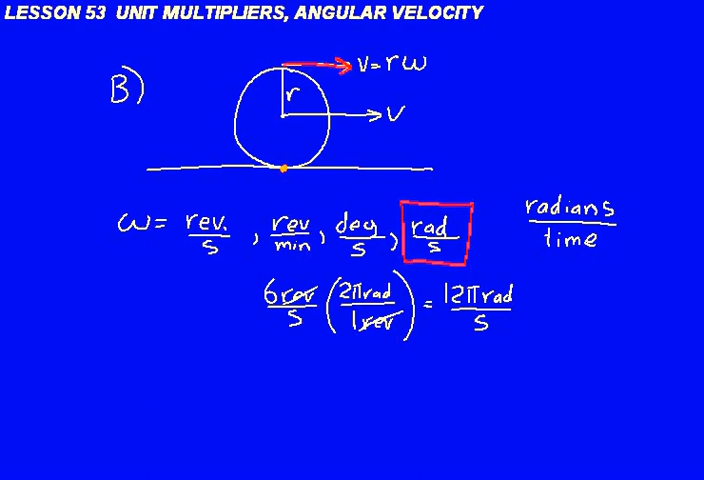 LESSON 53 UNIT MULTIPLIERS, ANGULAR VELOCITY
V=rω
B)
r
V
ω= rev./s, rev/min, deg/s, rad/s radians/time
6rev/s (2πrad/1rev) = 12πrad/s